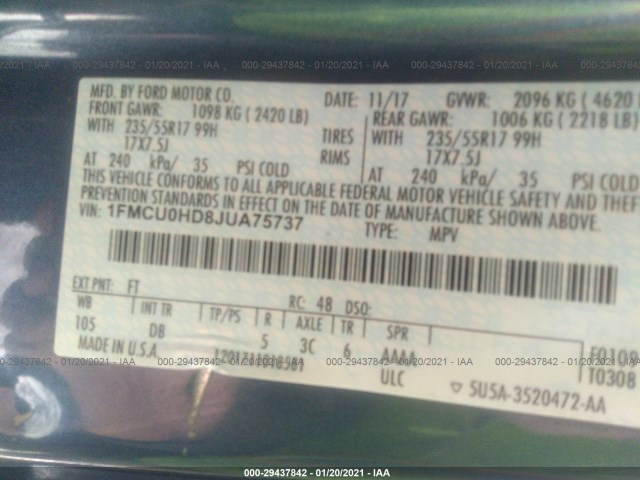 000-29437842 - 01/20/2021 - IAA
MFD. BY FORD MOTOR CO. DATE: 11/17 GVWR: 2096 KG ( 4620
FRONT GAWR: 1098 KG ( 2420 LB) REAR GAWR: 1006 KG ( 2218 LB)
WITH 235/55R17 99H TIRES WITH 235/55R17 99H
17X7.5J RIMS 17X7.5J
AT 240 kPa/ 35 PSI COLD AT 240 kPa/ 35 PSI COLD
THIS VEHICLE CONFORMS TO ALL APPLICABLE FEDERAL MOTOR VEHICLE SAFETY AND THEFT
PREVENTION STANDARDS IN EFFECT ON THE DATE OF MANUFACTURE SHOWN ABOVE.
VIN: 1FMCU0HD8JUA75737 TYPE: MPV
EXT PNT: FT RC: 48 DSO:
WB INT TR TP/PS R AXLE TR SPR
105 DB 5 3C 6
MADE IN U.S.A. T0308
ULC 5U5A-3520472-AA
000-29437842 - 01/20/2021 - IAA